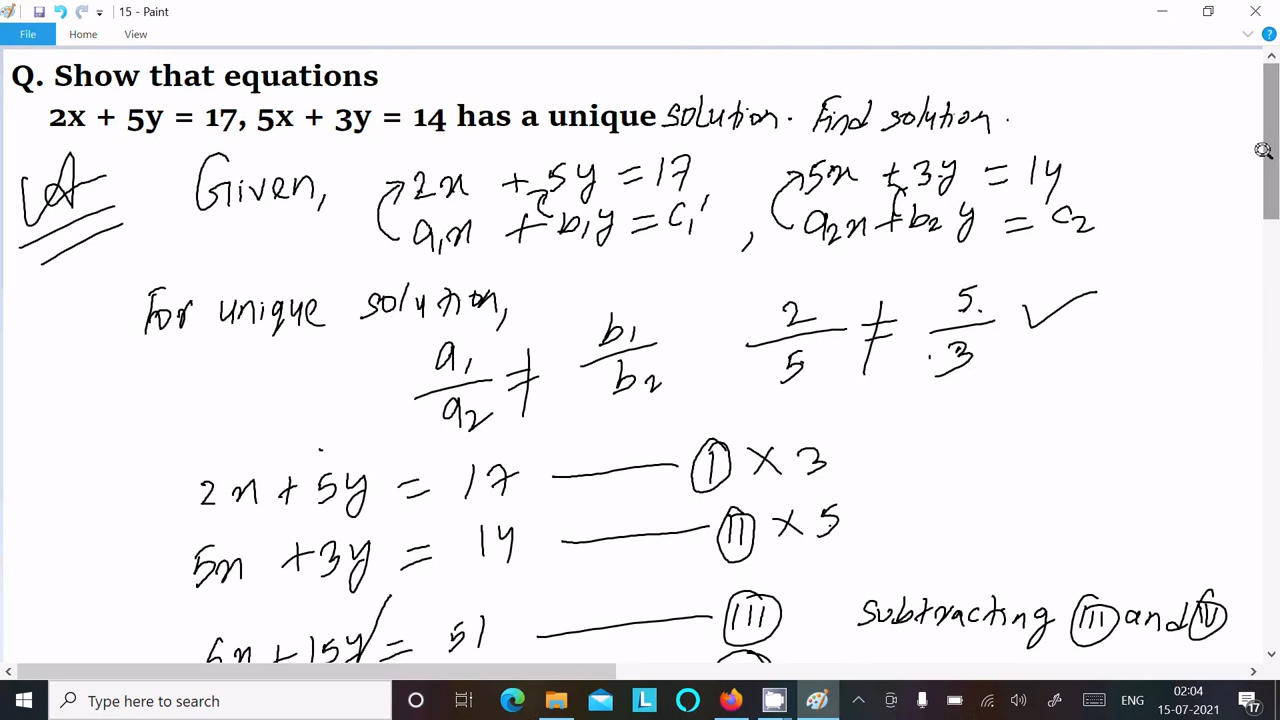 15 - Paint
File Home View
Q. Show that equations
2x + 5y = 17, 5x + 3y = 14 has a unique solution. Find solution.
A Given, 2x + 5y = 17, 5x + 3y = 14
a₁x + b₁y = c₁, a₂x + b₂y = c₂
For unique solution,
a₁/a₂ ≠ b₁/b₂ 2/5 ≠ 5/3 ✓
2x + 5y = 17 —— I × 3
5x + 3y = 14 —— II × 5
6x + 15y = 51 —— III Subtracting III and IV
Type here to search
L
ENG
02:04
15-07-2021
17